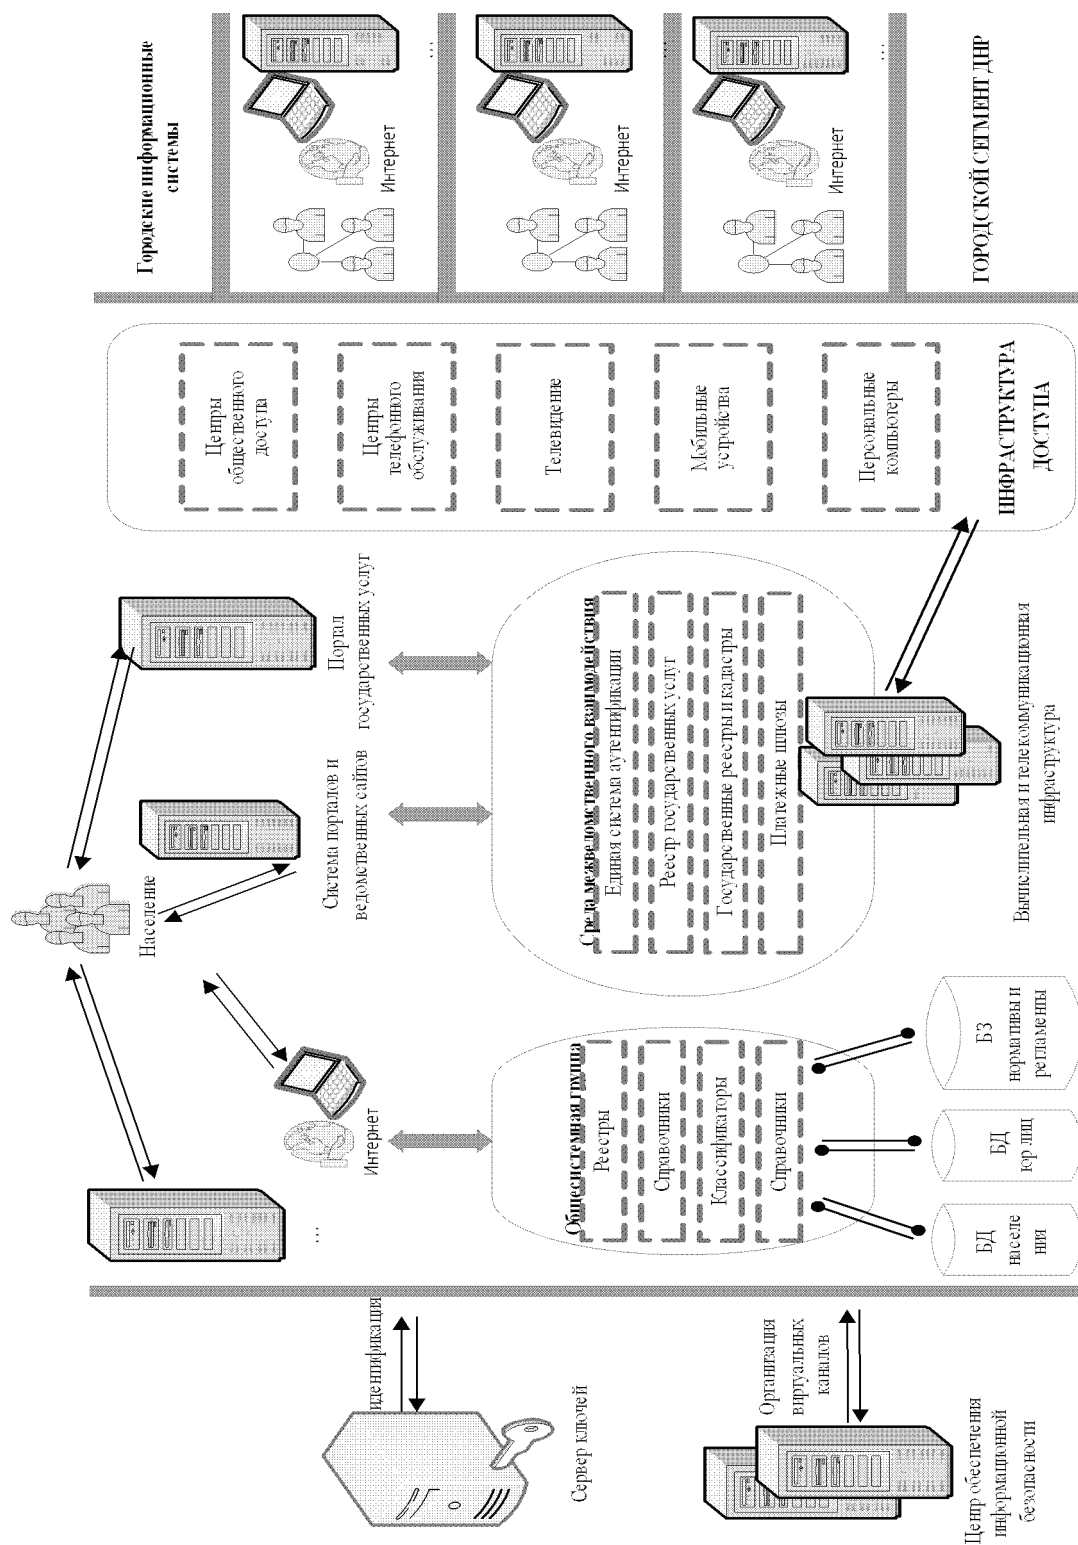 Сервер ключей
идентификация
Центр обеспечения
информационной
безопасности
Организация
виртуальных
каналов
...
Интернет
Население
Система порталов и
ведомственных сайтов
Портал
государственных услуг
Общесистемная группа
Реестры
Справочники
Классификаторы
Справочники
БД
населе
ния
БД
юр лиц
БЗ
нормативы и
регламенты
Среда межведомственного взаимодействия
Единая система аутентификации
Реестр государственных услуг
Государственные реестры и кадастры
Платежные шлюзы
Вычислительная и телекоммуникационная
инфраструктура
Центры
общественного
доступа
Центры
телефонного
обслуживания
Телевидение
Мобильные
устройства
Персональные
компьютеры
ИНФРАСТРУКТУРА
ДОСТУПА
Городские информационные
системы
Интернет
...
Интернет
...
Интернет
...
ГОРОДСКОЙ СЕГМЕНТ ДНР